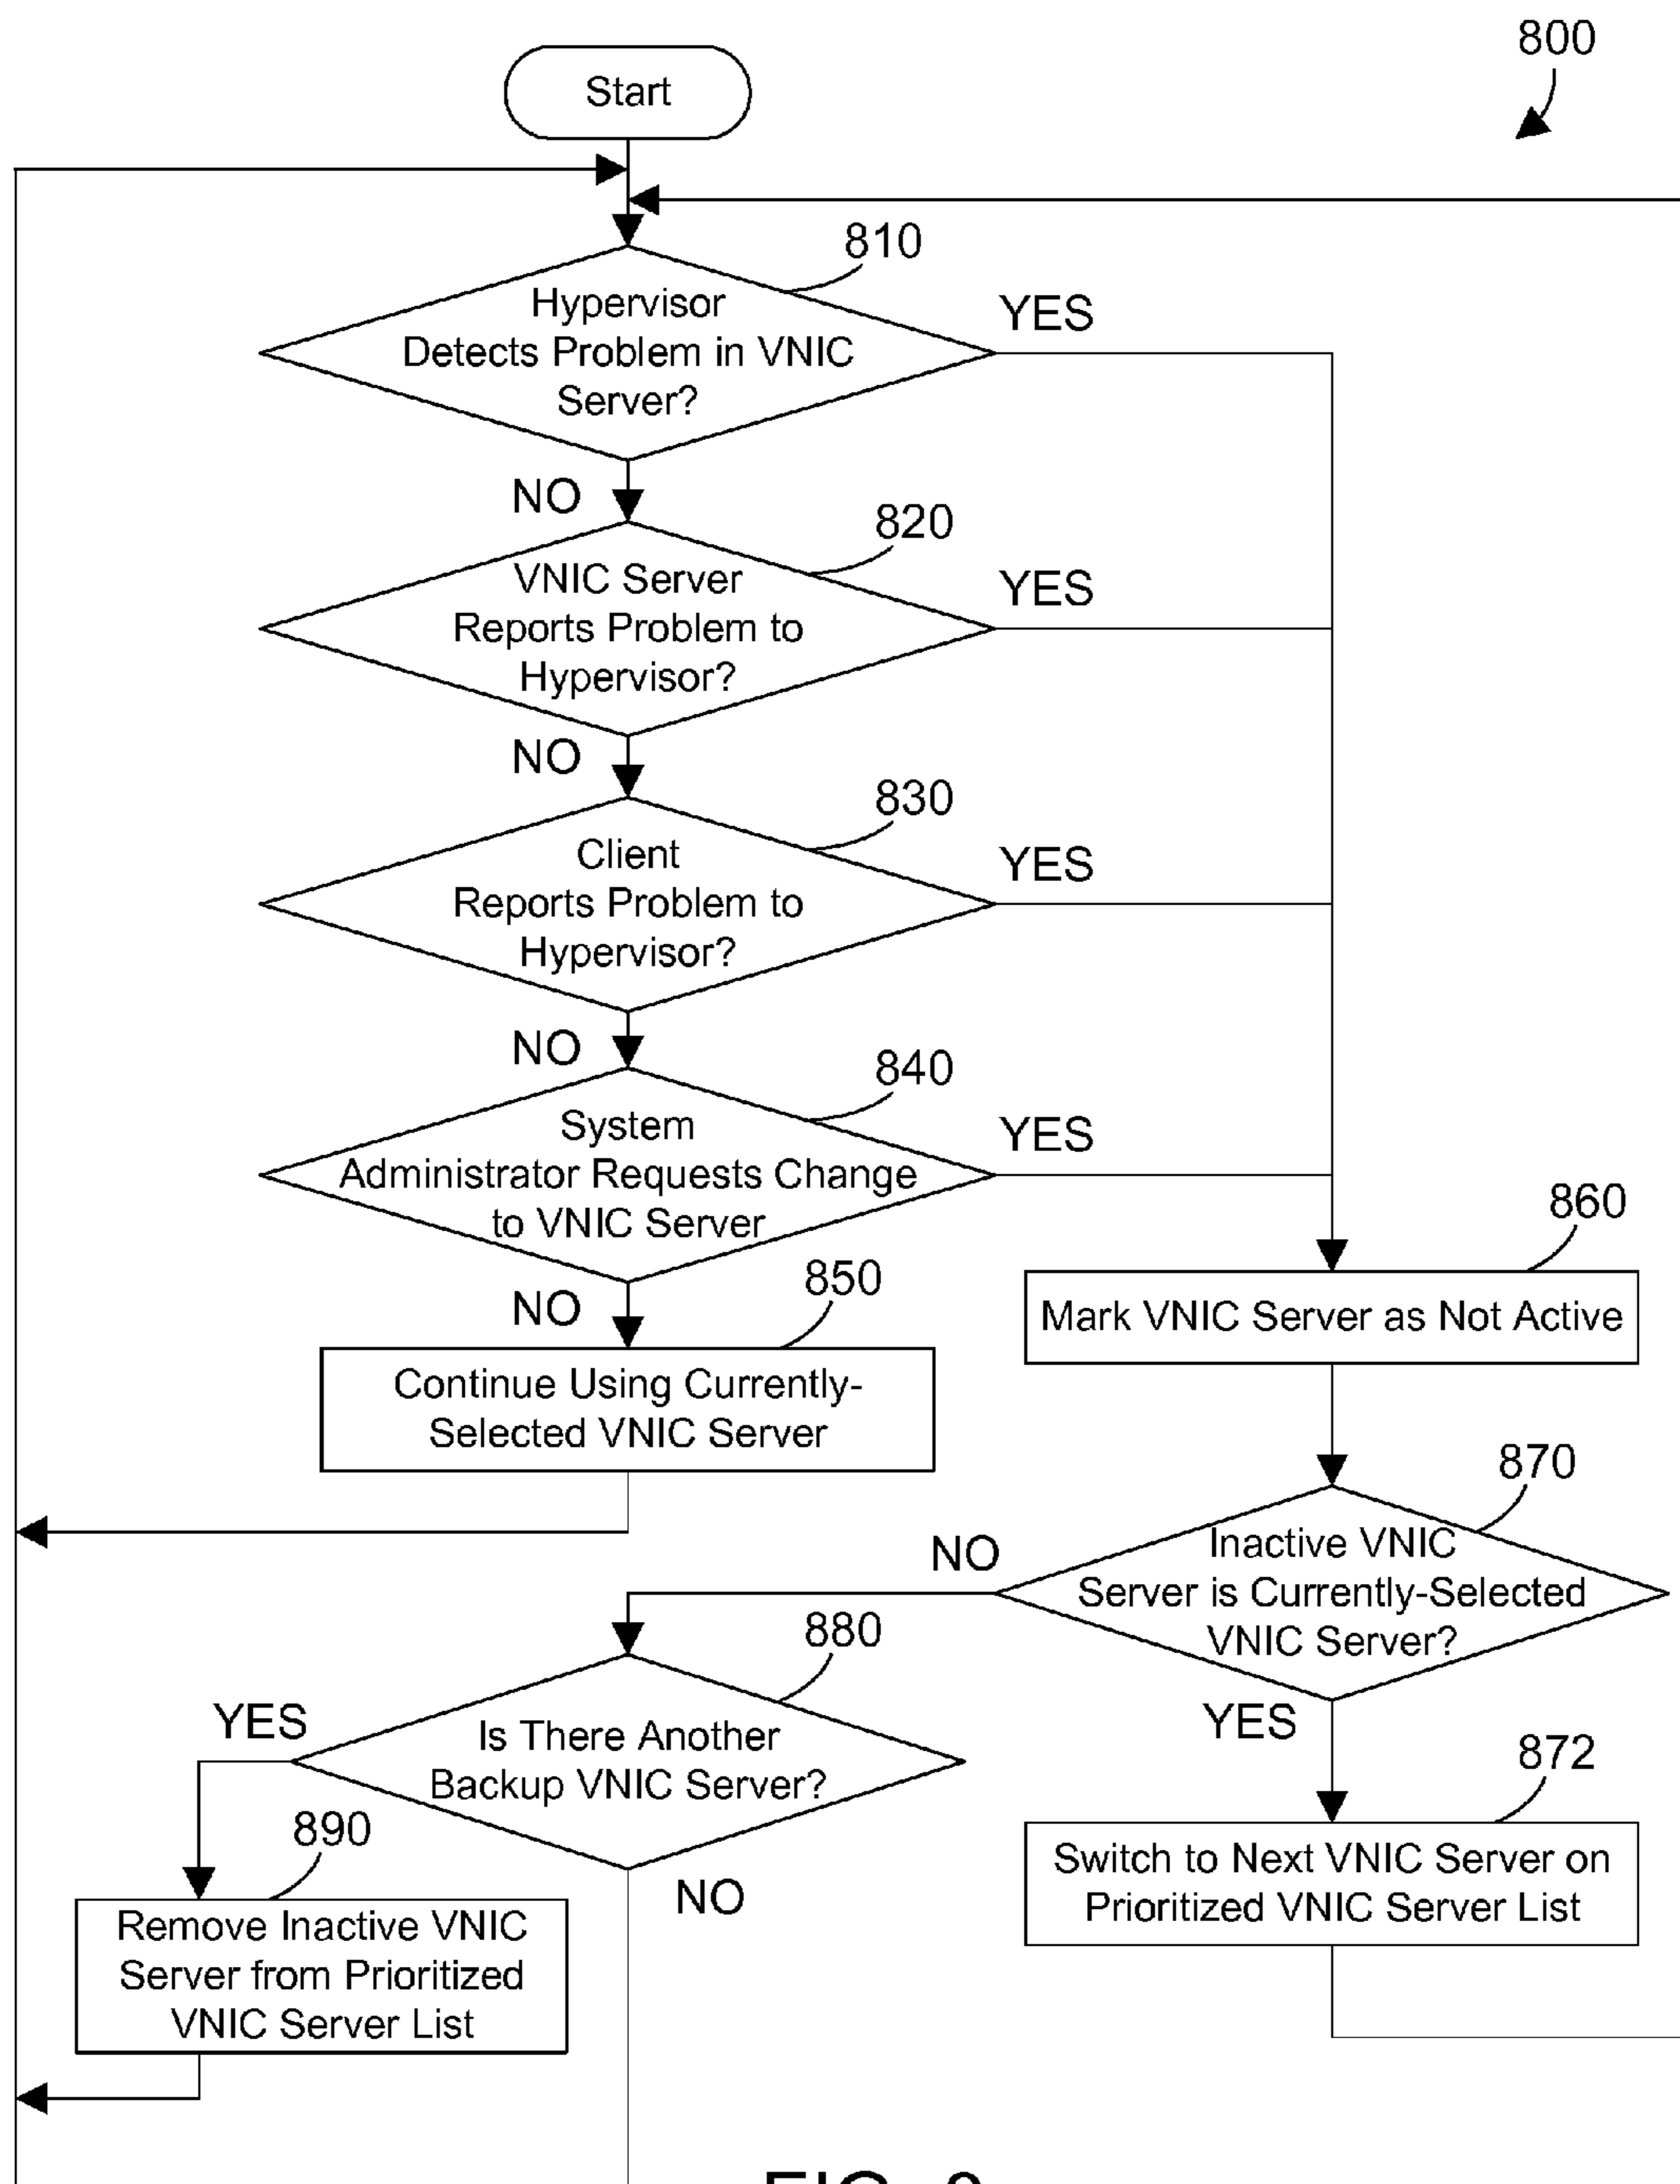 800
Start
810
Hypervisor
Detects Problem in VNIC
Server?
YES
NO
820
VNIC Server
Reports Problem to
Hypervisor?
YES
NO
830
Client
Reports Problem to
Hypervisor?
YES
NO
840
System
Administrator Requests Change
to VNIC Server
YES
NO
850
Continue Using Currently-
Selected VNIC Server
860
Mark VNIC Server as Not Active
870
Inactive VNIC
Server is Currently-Selected
VNIC Server?
NO
YES
880
Is There Another
Backup VNIC Server?
YES
NO
872
Switch to Next VNIC Server on
Prioritized VNIC Server List
890
Remove Inactive VNIC
Server from Prioritized
VNIC Server List
FIG.